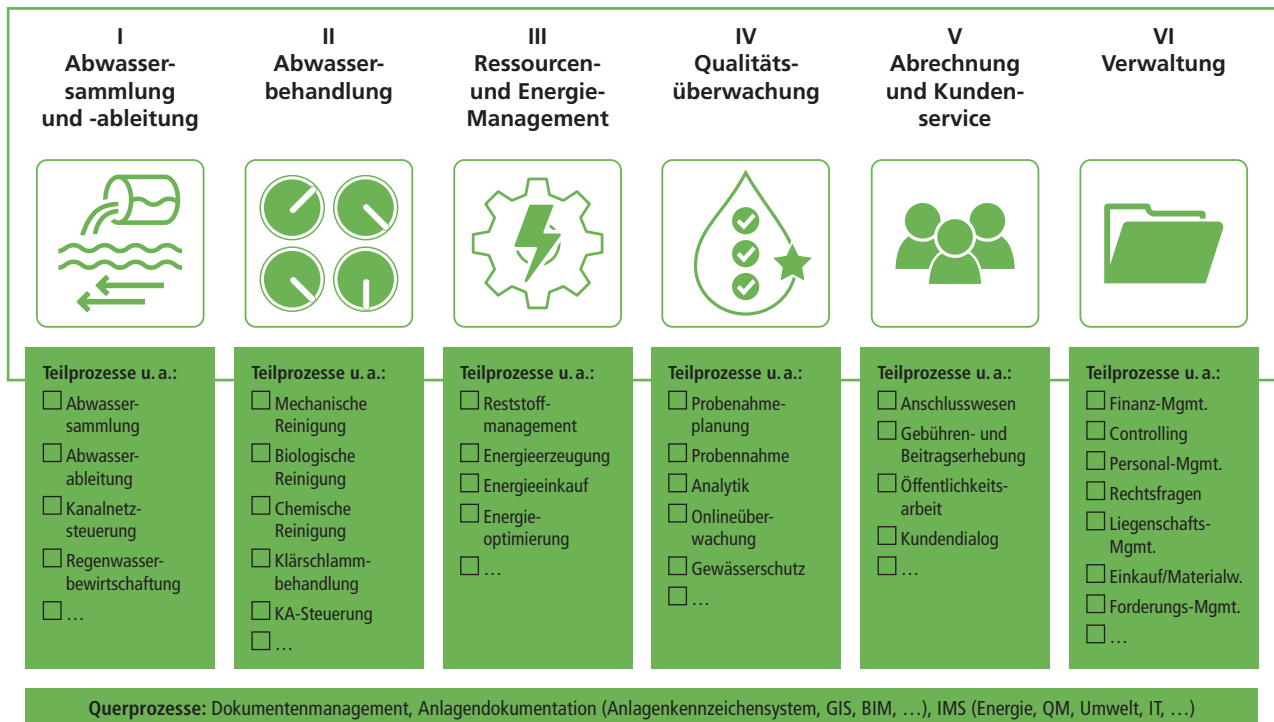 I
Abwasser-
sammlung
und -ableitung
II
Abwasser-
behandlung
III
Ressourcen-
und Energie-
Management
IV
Qualitäts-
überwachung
V
Abrechnung
und Kunden-
service
VI
Verwaltung
Teilprozesse u. a.:
Abwasser-
sammlung
Abwasser-
ableitung
Kanalnetz-
steuerung
Regenwasser-
bewirtschaftung
…
Teilprozesse u. a.:
Mechanische
Reinigung
Biologische
Reinigung
Chemische
Reinigung
Klärschlamm-
behandlung
KA-Steuerung
…
Teilprozesse u. a.:
Reststoff-
management
Energieerzeugung
Energieeinkauf
Energie-
optimierung
…
Teilprozesse u. a.:
Probenahme-
planung
Probennahme
Analytik
Onlineüber-
wachung
Gewässerschutz
…
Teilprozesse u. a.:
Anschlusswesen
Gebühren- und
Beitragserhebung
Öffentlichkeits-
arbeit
Kundendialog
…
Teilprozesse u. a.:
Finanz-Mgmt.
Controlling
Personal-Mgmt.
Rechtsfragen
Liegenschafts-
Mgmt.
Einkauf/Materialw.
Forderungs-Mgmt.
…
Querprozesse: Dokumentenmanagement, Anlagendokumentation (Anlagenkennzeichensystem, GIS, BIM, …), IMS (Energie, QM, Umwelt, IT, …)